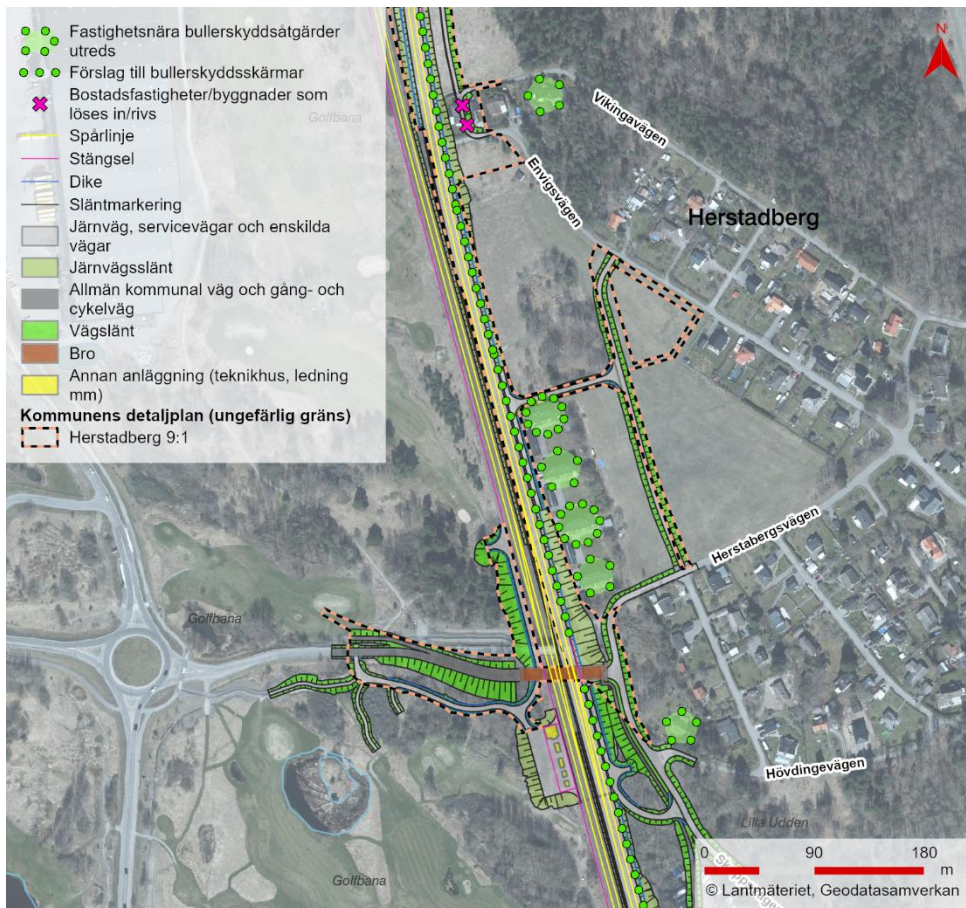 Fastighetsnära bullerskyddsåtgärder
utreds
Förslag till bullerskyddsskärmar
Bostadsfastigheter/byggnader som
löses in/rivs
Spårlinje
Stängsel
Dike
Släntmarkering
Järnväg, servicevägar och enskilda
vägar
Järnvägsslänt
Allmän kommunal väg och gång- och
cykelväg
Vägslänt
Bro
Annan anläggning (teknikhus, ledning
mm)
Kommunens detaljplan (ungefärlig gräns)
Herstadberg 9:1
N
Golfbana
Vikingavägen
Envigsvägen
Herstadberg
Herstabergsvägen
Golfbana
Hövdingevägen
Lilla Udden
Golfbana
0 90 180
m
© Lantmäteriet, Geodatasamverkan